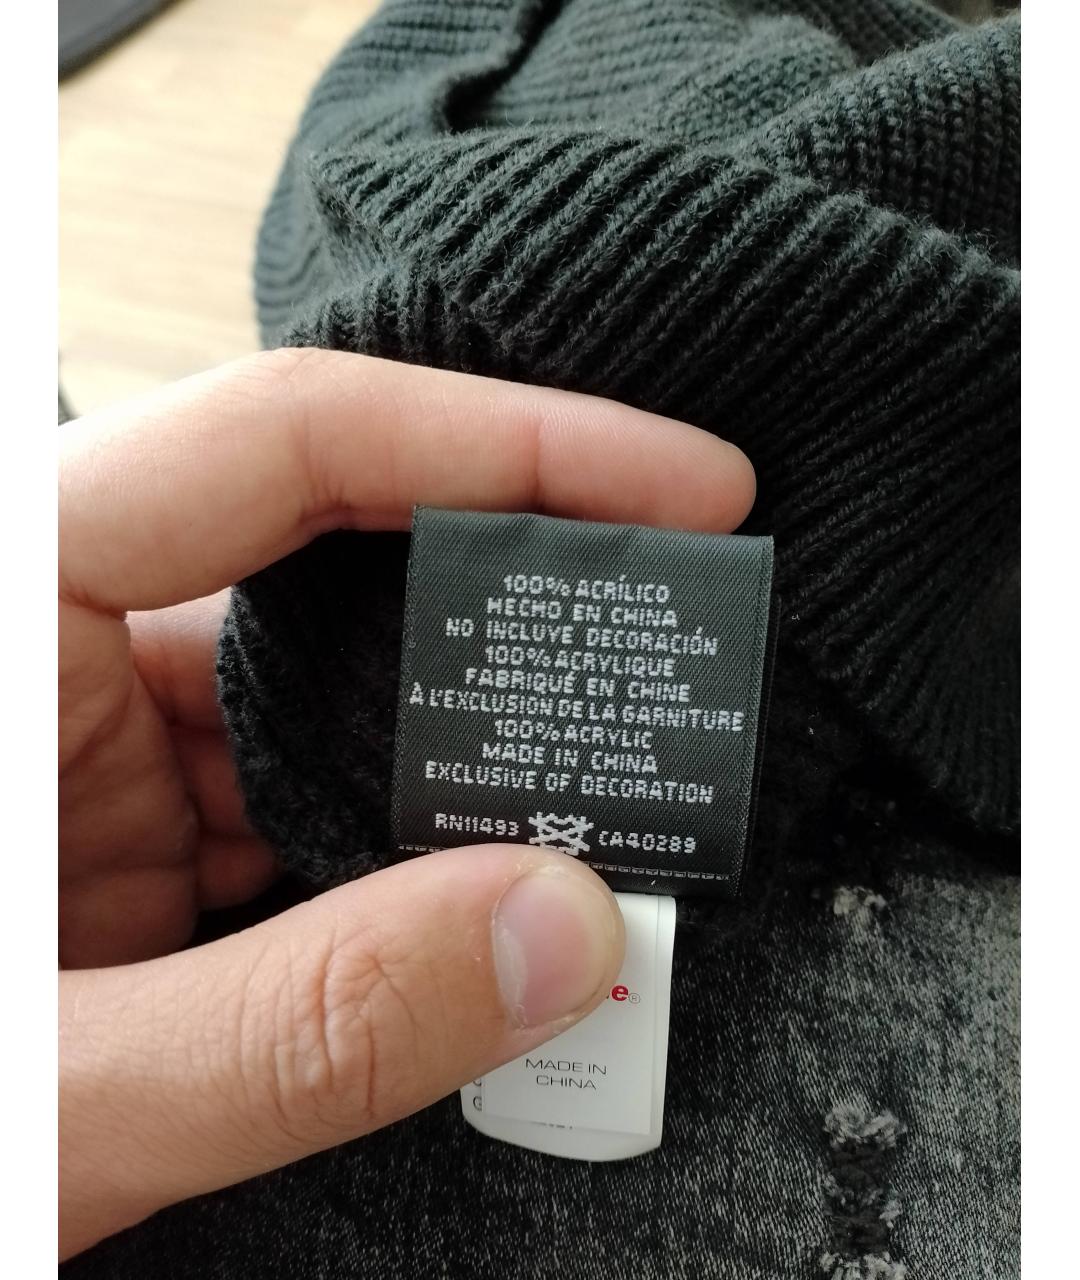 100% ACRÍLICO
HECHO EN CHINA
NO INCLUYE DECORACIÓN
100% ACRYLIQUE
FABRIQUÉ EN CHINE
À L'EXCLUSION DE LA GARNITURE
100% ACRYLIC
MADE IN CHINA
EXCLUSIVE OF DECORATION
RN11493 CA40289
MADE IN
CHINA